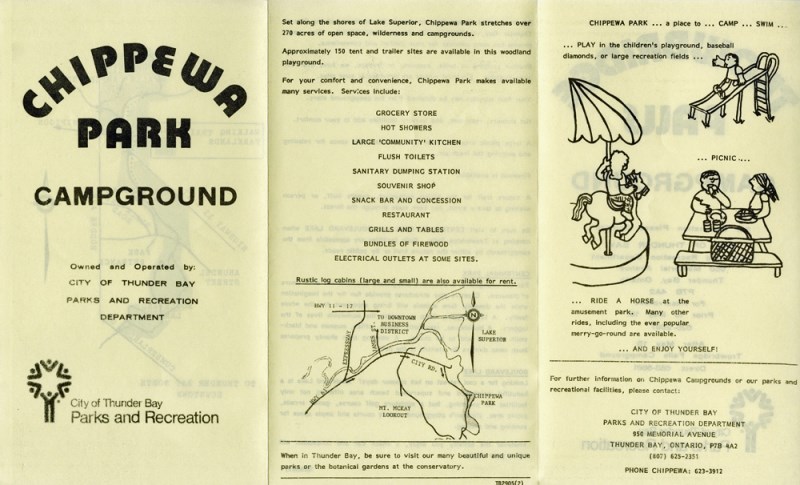 CHIPPEWA
PARK
CAMPGROUND
Owned and Operated by:
CITY OF THUNDER BAY
PARKS AND RECREATION
DEPARTMENT
City of Thunder Bay
Parks and Recreation
Set along the shores of Lake Superior, Chippewa Park stretches over
270 acres of open space, wilderness and campgrounds.
Approximately 150 tent and trailer sites are available in this woodland
playground.
For your comfort and convenience, Chippewa Park makes available
many services. Services include:
GROCERY STORE
HOT SHOWERS
LARGE 'COMMUNITY' KITCHEN
FLUSH TOILETS
SANITARY DUMPING STATION
SOUVENIR SHOP
SNACK BAR AND CONCESSION
RESTAURANT
GRILLS AND TABLES
BUNDLES OF FIREWOOD
ELECTRICAL OUTLETS AT SOME SITES.
Rustic log cabins (large and small) are also available for rent.
HWY 11 - 17
TO DOWNTOWN
BUSINESS
DISTRICT
EXPRESSWAY
N
LAKE
SUPERIOR
CITY RD.
CHIPPEWA
PARK
MT. MCKAY
LOOKOUT
When in Thunder Bay, be sure to visit our many beautiful and unique
parks or the botanical gardens at the conservatory.
TB2905(2)
CHIPPEWA PARK ... a place to ... CAMP ... SWIM ...
... PLAY in the children's playground, baseball
diamonds, or large recreation fields ...
... PICNIC ...
... RIDE A HORSE at the
amusement park. Many other
rides, including the ever popular
merry-go-round are available.
... AND ENJOY YOURSELF!
For further information on Chippewa Campgrounds or our parks and
recreational facilities, please contact:
CITY OF THUNDER BAY
PARKS AND RECREATION DEPARTMENT
950 MEMORIAL AVENUE
THUNDER BAY, ONTARIO, P7B 4A2
(807) 625-2351
PHONE CHIPPEWA: 623-3912